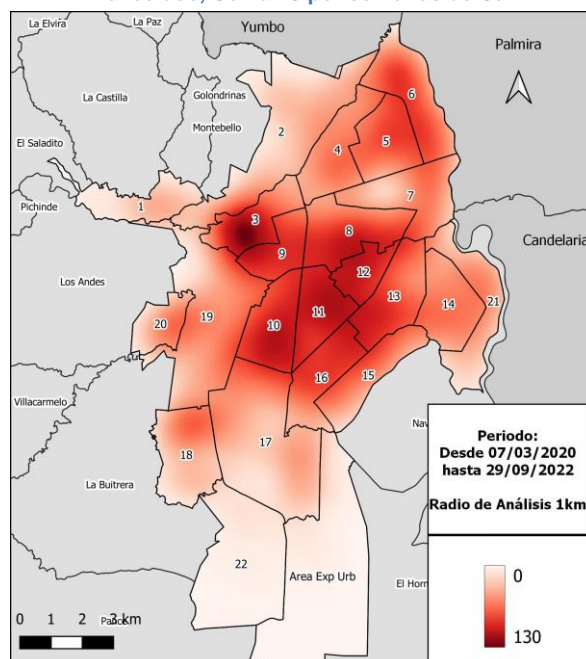 La Elvira
La Paz
Yumbo
Palmira
La Castilla
Golondrinas
Montebello
El Saladito
Pichinde
Candelaria
Los Andes
Villacarmelo
La Buitrera
Area Exp Urb
1
2
3
4
5
6
7
8
9
10
11
12
13
14
15
16
17
18
19
20
21
22
Periodo:
Desde 07/03/2020
hasta 29/09/2022
Radio de Análisis 1km
0
130
0 1 2 3 km